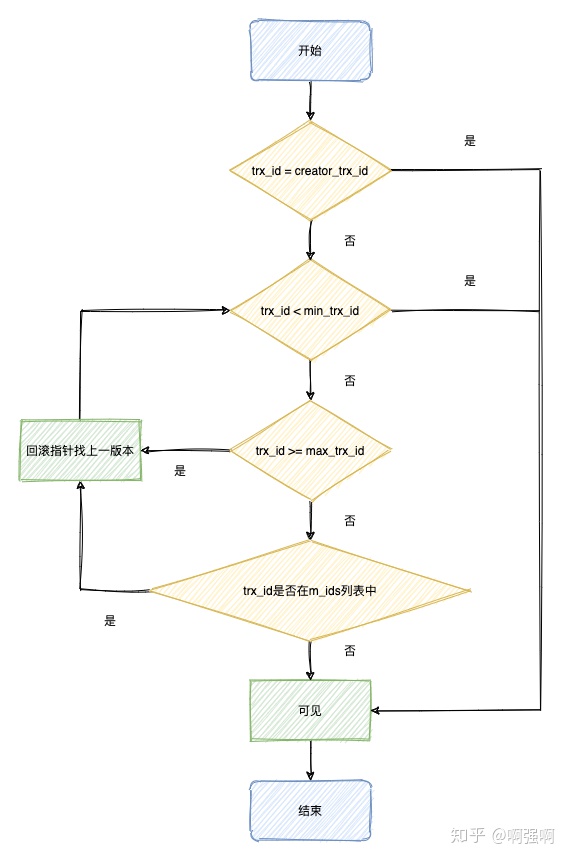 开始
trx_id = creator_trx_id
是
否
trx_id < min_trx_id
是
否
trx_id >= max_trx_id
回滚指针找上一版本
是
否
trx_id是否在m_ids列表中
是
否
可见
结束
知乎 @啊强啊